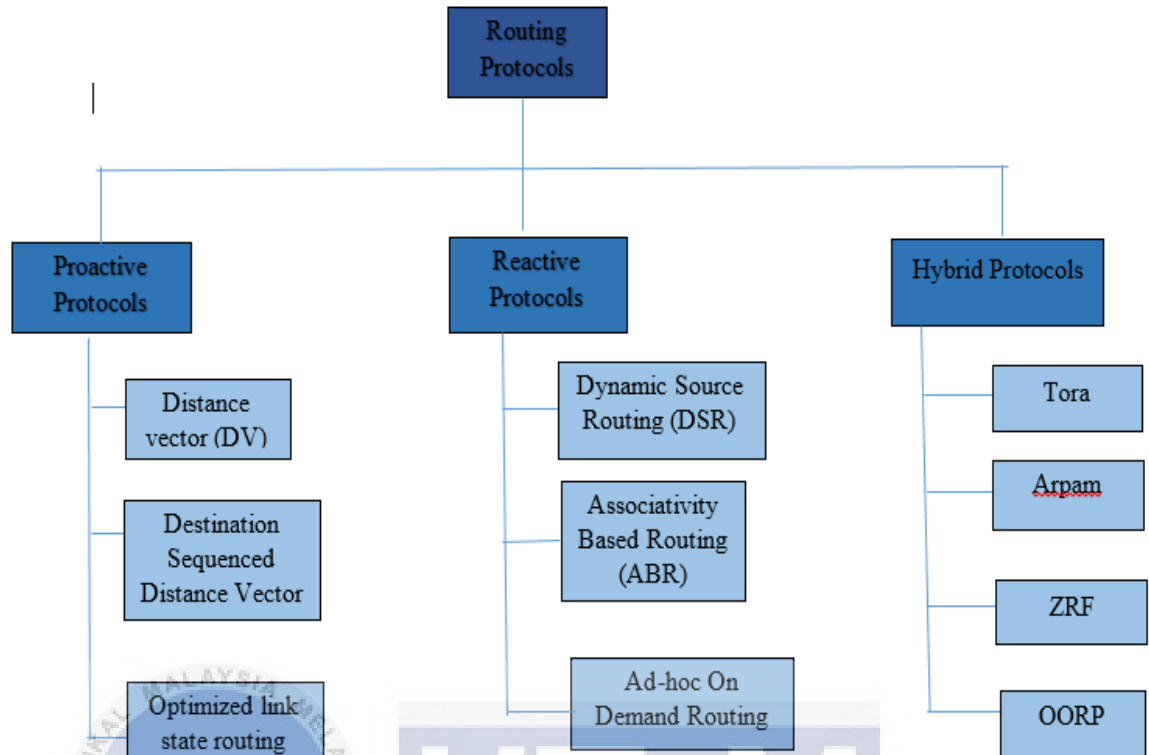 Routing
Protocols
Proactive
Protocols
Reactive
Protocols
Hybrid Protocols
Distance
vector (DV)
Destination
Sequenced
Distance Vector
Optimized link
state routing
Dynamic Source
Routing (DSR)
Associativity
Based Routing
(ABR)
Ad-hoc On
Demand Routing
Tora
Arpam
ZRF
OORP
MALAYSIA